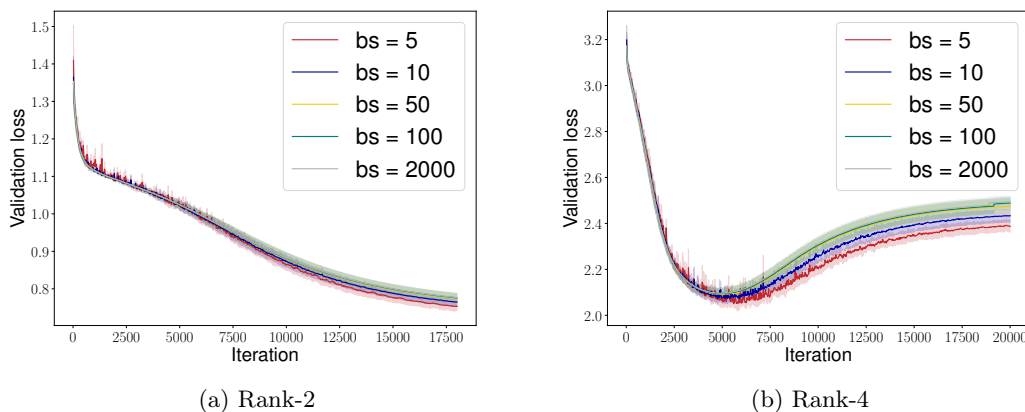 1.5
1.4
1.3
1.2
1.1
1.0
0.9
0.8
Validation loss
bs = 5
bs = 10
bs = 50
bs = 100
bs = 2000
0 2500 5000 7500 10000 12500 15000 17500
Iteration
(a) Rank-2
3.2
3.0
2.8
2.6
2.4
2.2
2.0
Validation loss
bs = 5
bs = 10
bs = 50
bs = 100
bs = 2000
0 2500 5000 7500 10000 12500 15000 17500 20000
Iteration
(b) Rank-4